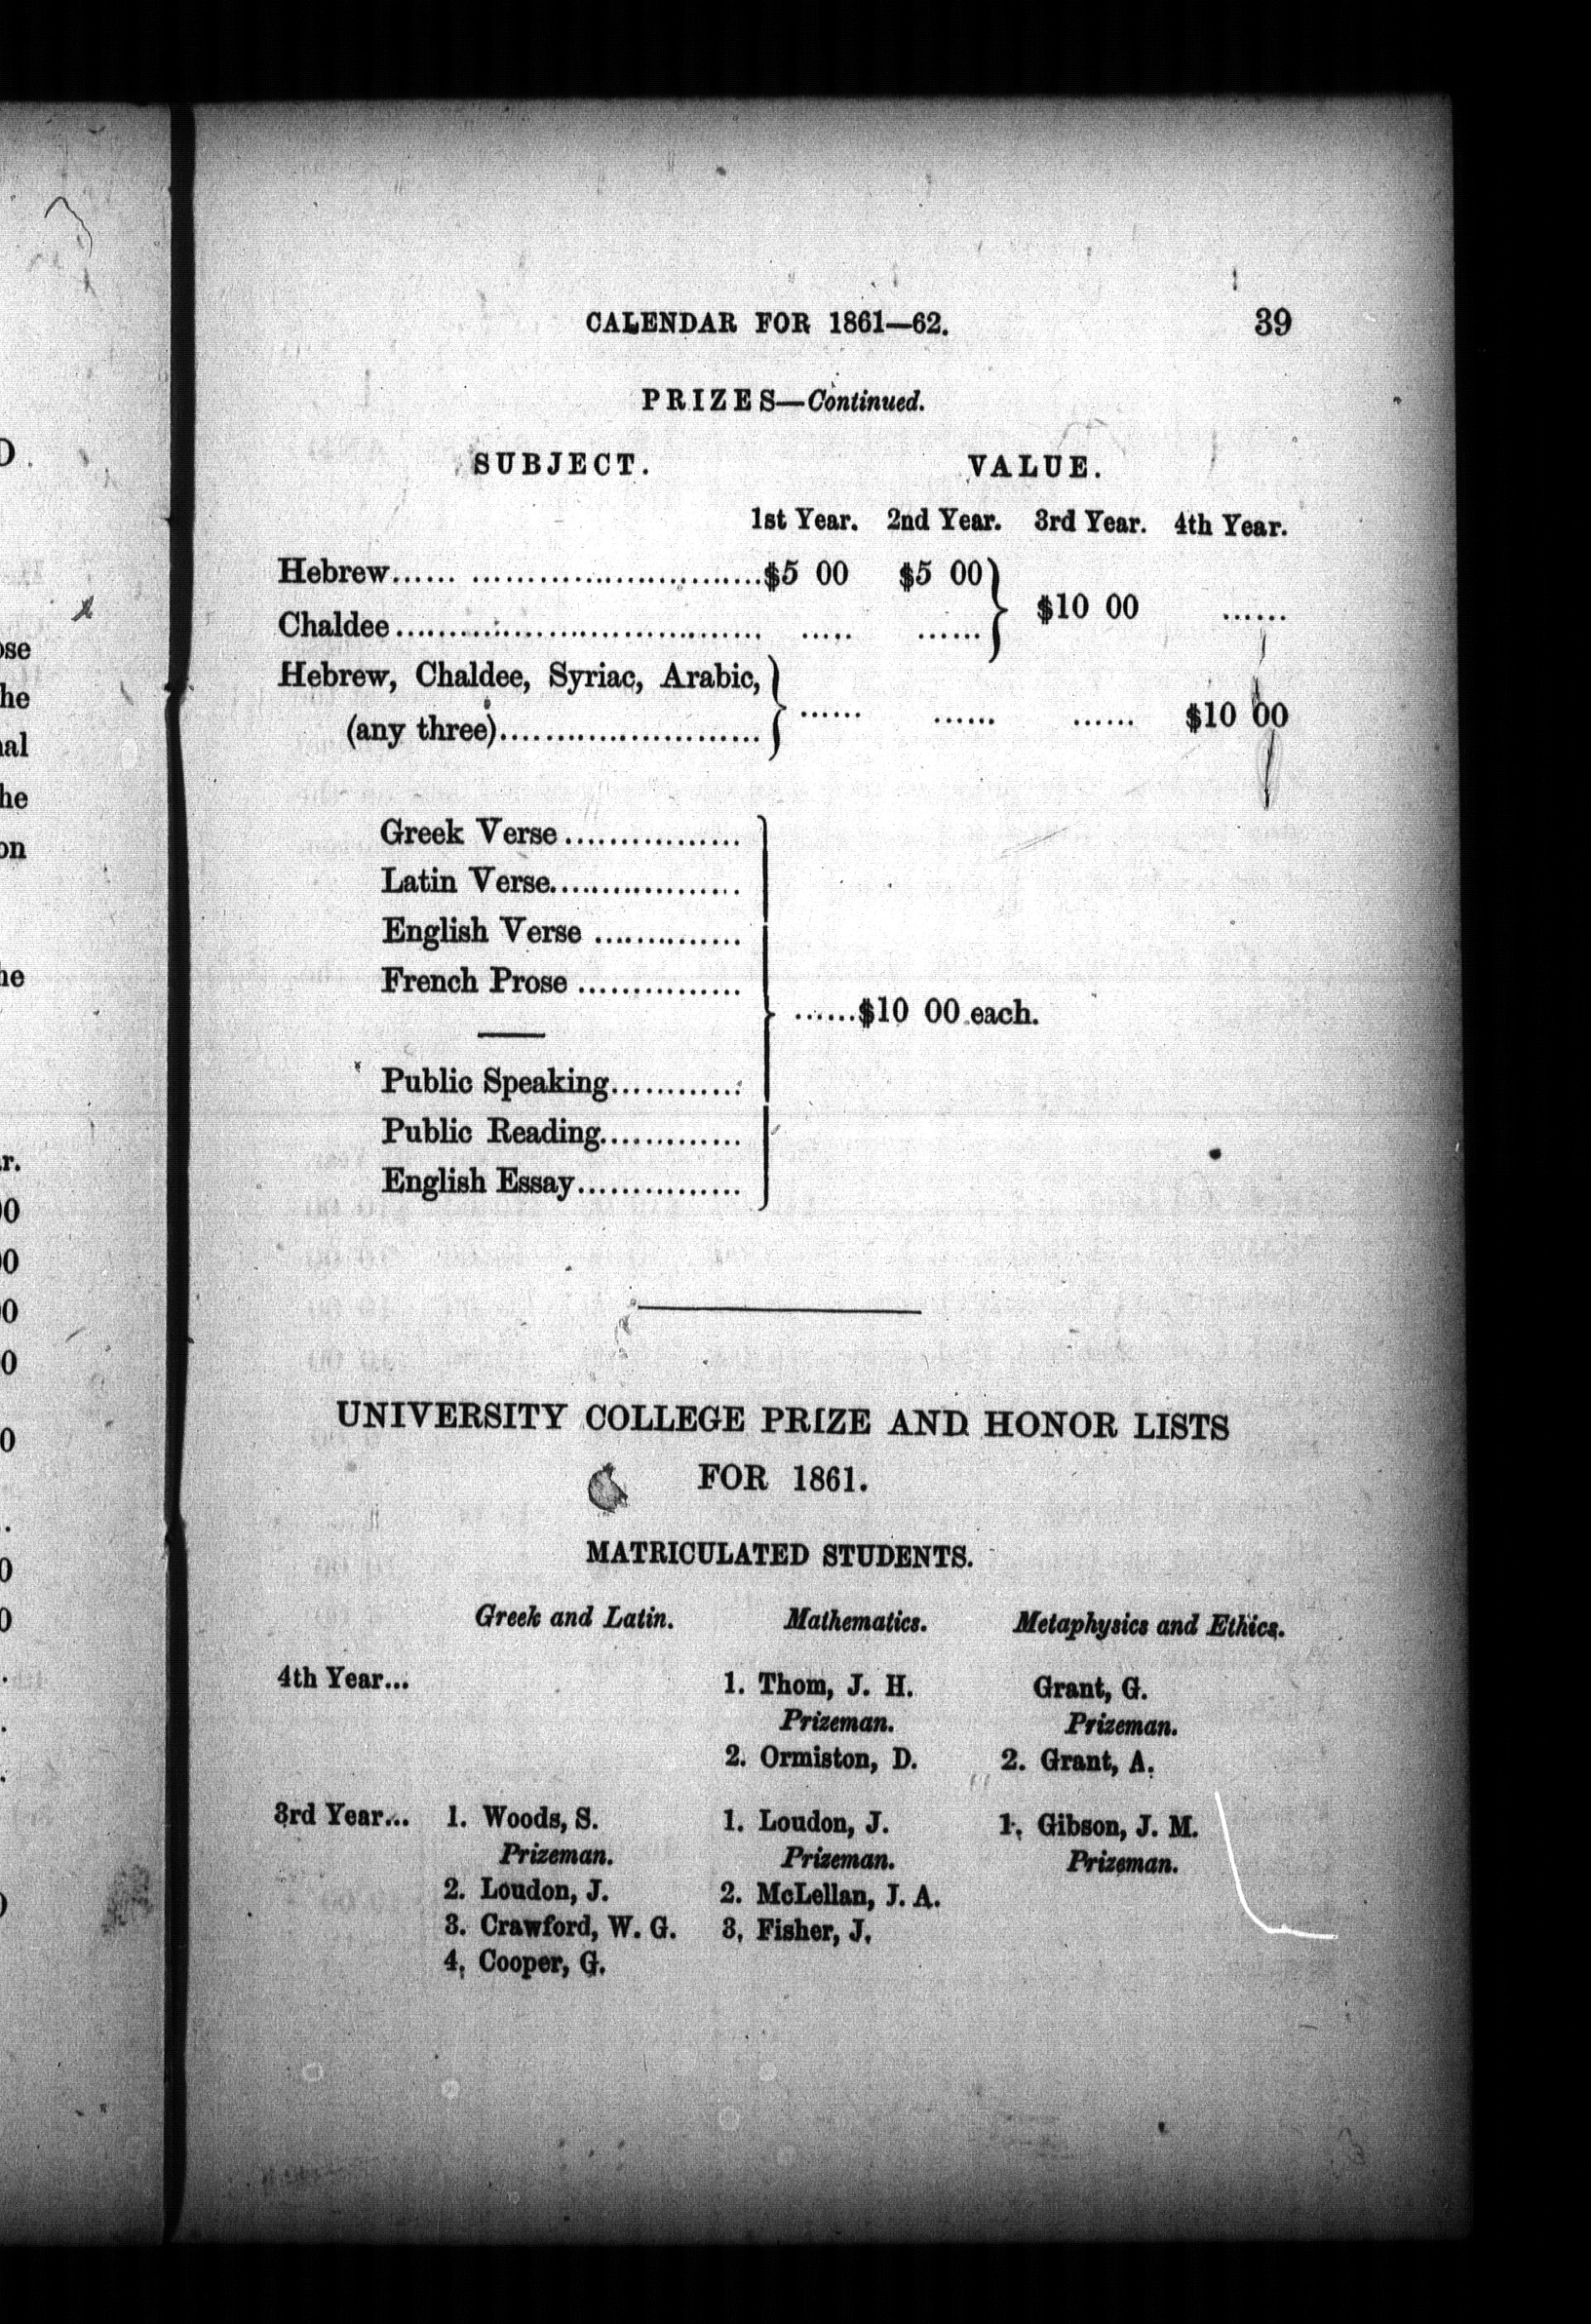 CALENDAR FOR 1861—62. 39
PRIZES—Continued.
SUBJECT. VALUE.
1st Year. 2nd Year. 3rd Year. 4th Year.
Hebrew...... ............................$5 00 $5 00 }
$10 00 ......
Chaldee.................................. ..... ...... }
Hebrew, Chaldee, Syriac, Arabic, }
(any three)........................ } ...... ...... ...... $10 00
Greek Verse ................
Latin Verse..................
English Verse ..............
French Prose ...............
} ......$10 00 each.
Public Speaking............
Public Reading.............
English Essay...............
UNIVERSITY COLLEGE PRIZE AND HONOR LISTS
FOR 1861.
MATRICULATED STUDENTS.
Greek and Latin. Mathematics. Metaphysics and Ethics.
4th Year... 1. Thom, J. H. Grant, G.
Prizeman. Prizeman.
2. Ormiston, D. 2. Grant, A.
3rd Year... 1. Woods, S. 1. Loudon, J. 1. Gibson, J. M.
Prizeman. Prizeman. Prizeman.
2. Loudon, J. 2. McLellan, J. A.
3. Crawford, W. G. 3. Fisher, J.
4. Cooper, G.